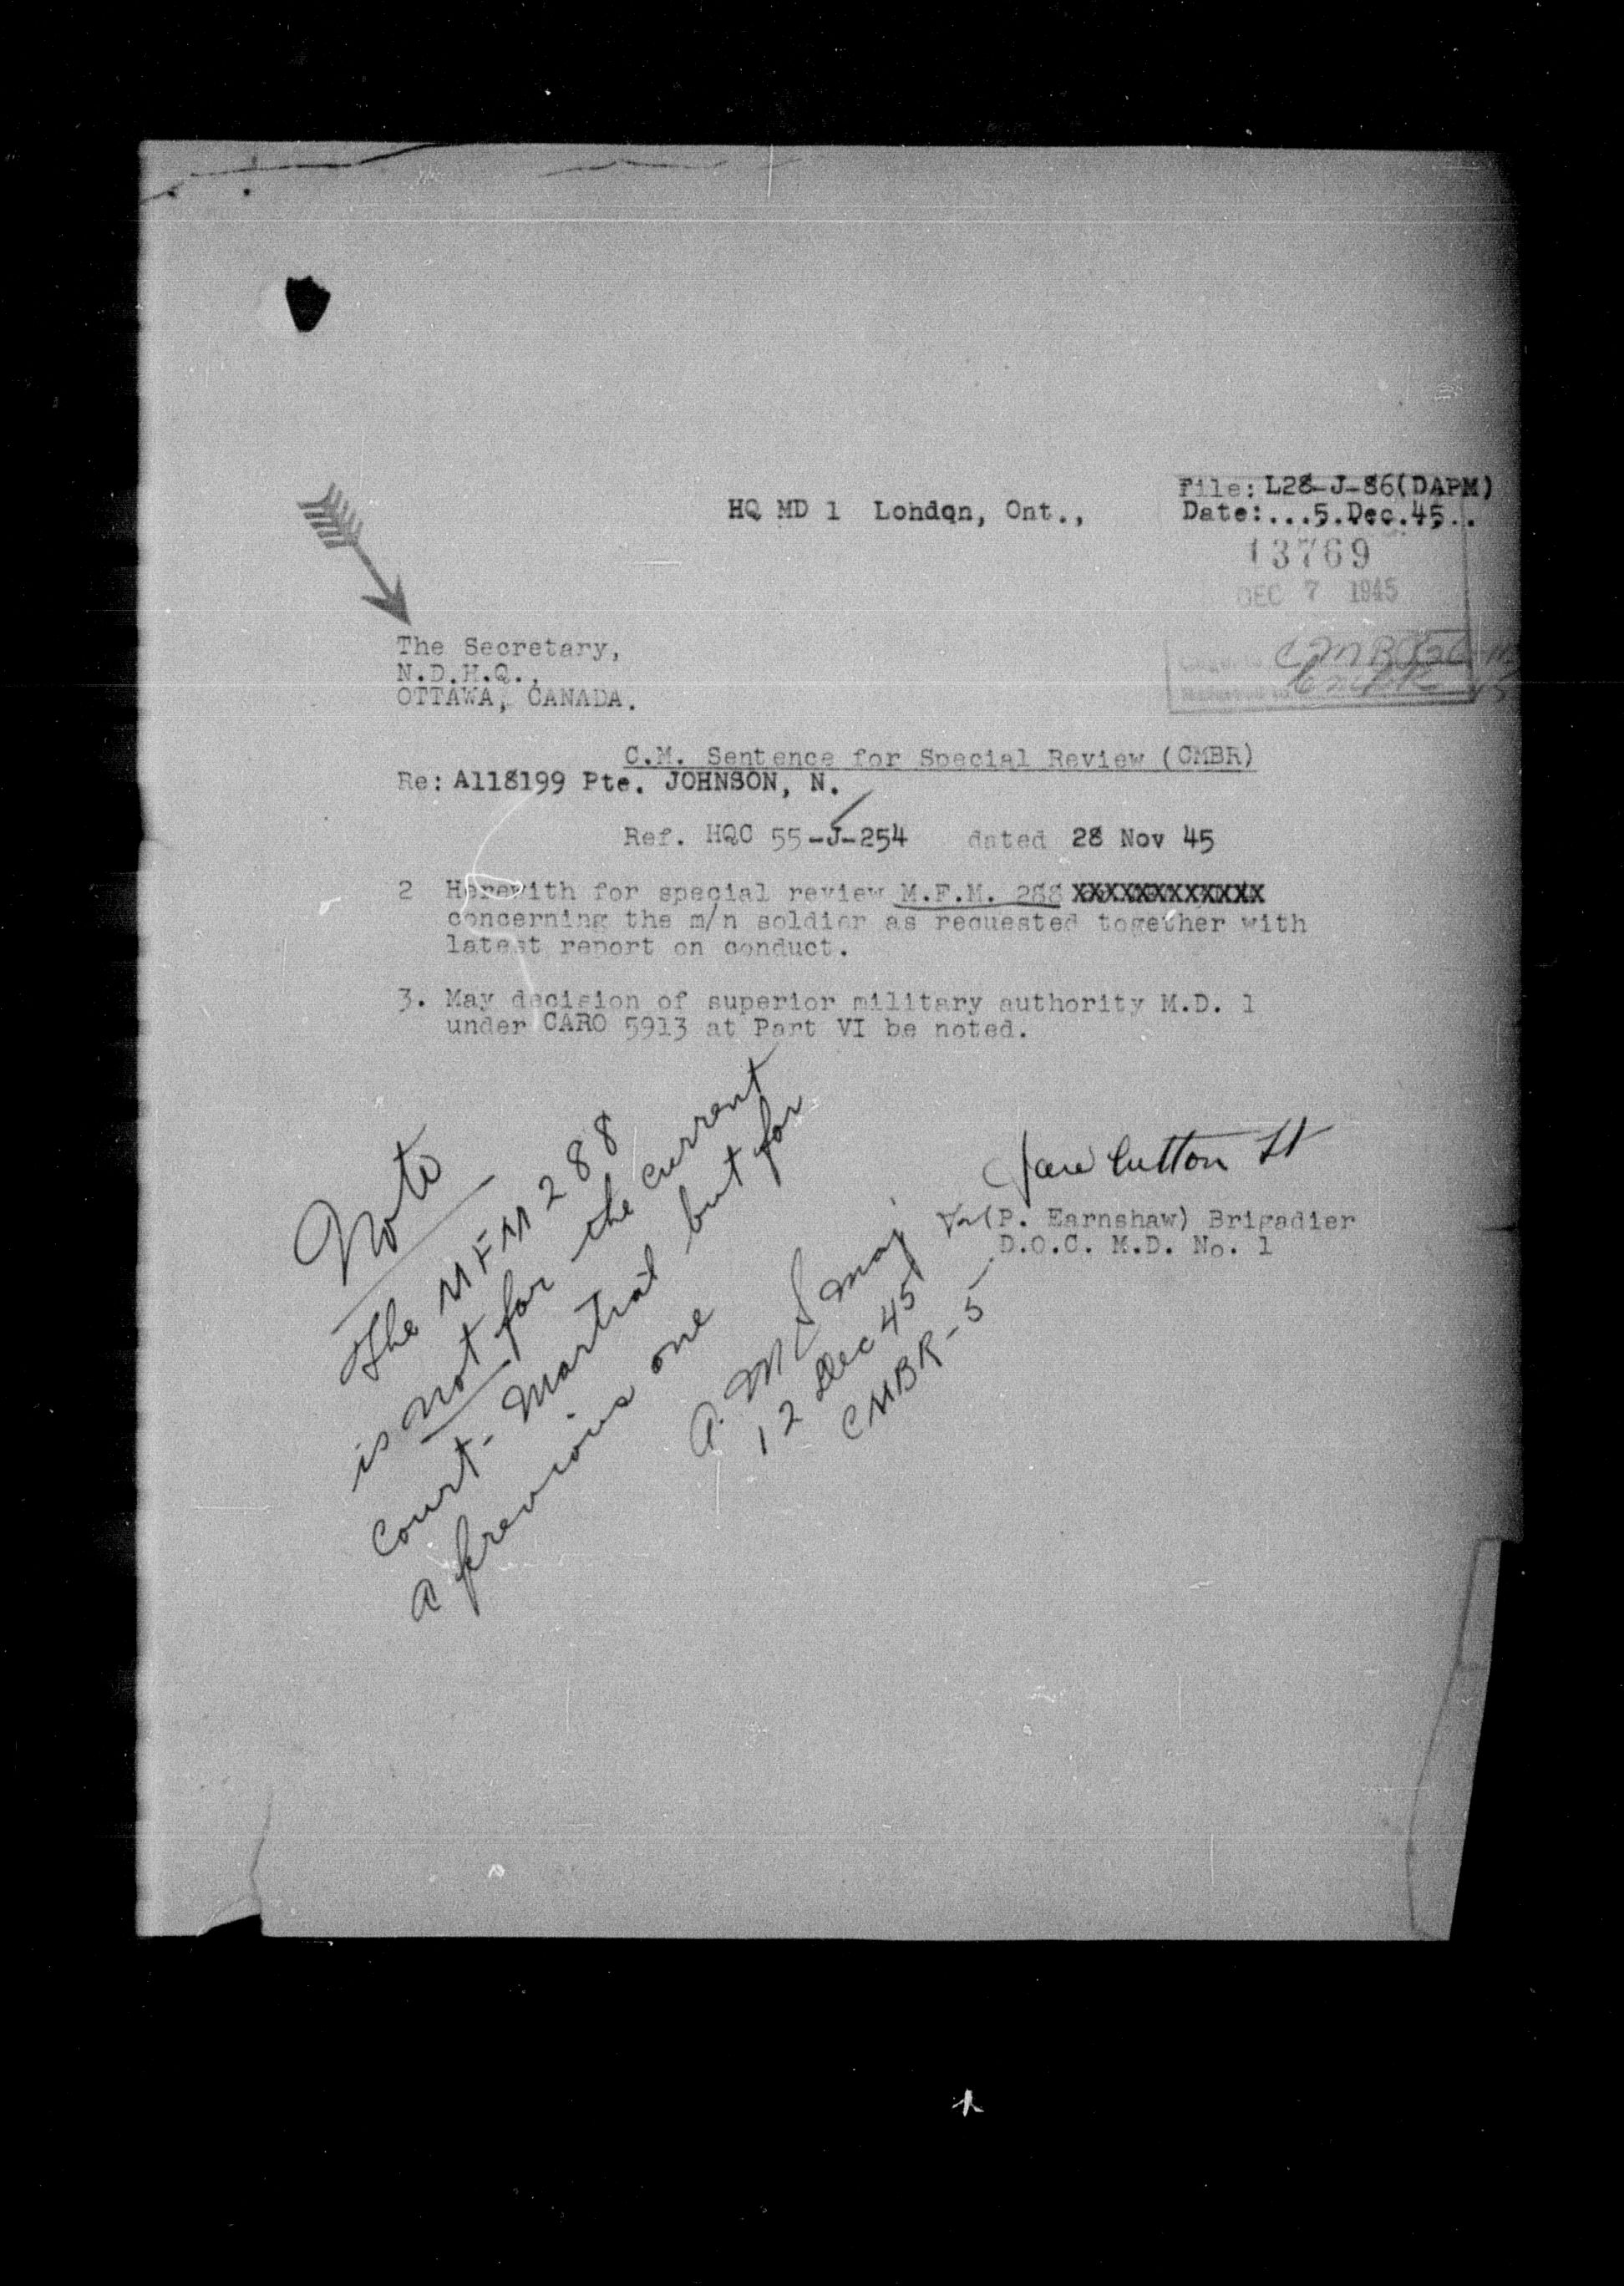 HQ MD 1 London, Ont.,
File: L28-J-86(DAPM)
Date:...5.Dec.45..
13769
DEC 7 1945
The Secretary,
N.D.H.Q.,
OTTAWA, CANADA.
C.M. Sentence for Special Review (CMBR)
Re: A118199 Pte. JOHNSON, N.
Ref. HQC 55-J-254 dated 28 Nov 45
2 Herewith for special review M.F.M. 288 XXXXXXXXXXXX
concerning the m/n soldier as requested together with
latest report on conduct.
3. May decision of superior military authority M.D. 1
under CARO 5913 at Part VI be noted.
Lt
(P. Earnshaw) Brigadier
D.O.C. M.D. No. 1
Note
The MFM 288
is not for the current
Court-Martial but for
a previous one
Maj
12 Dec 45
CMBR-5